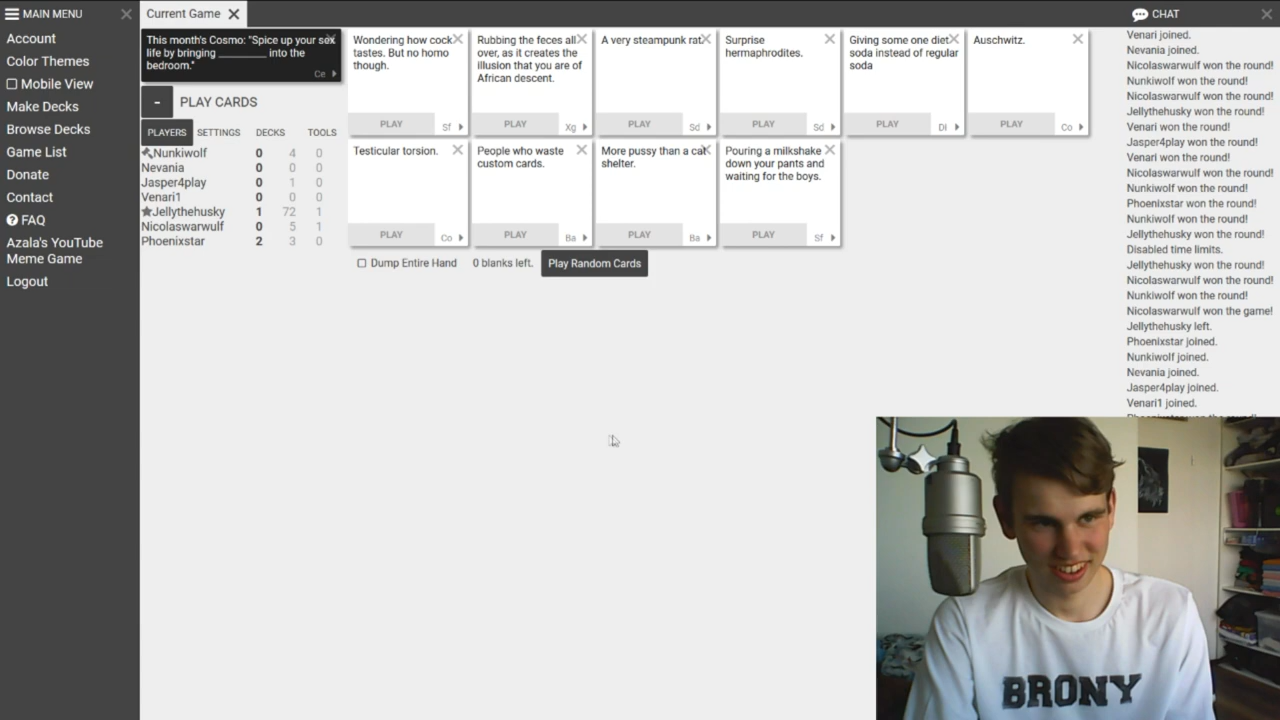 MAIN MENU
Account
Color Themes
Mobile View
Make Decks
Browse Decks
Game List
Donate
Contact
FAQ
Azala's YouTube
Meme Game
Logout
Current Game
This month's Cosmo: "Spice up your sex
life by bringing _________ into the
bedroom."
Ce
- PLAY CARDS
PLAYERS SETTINGS DECKS TOOLS
Nunkiwolf 0 4 0
Nevania 0 0 0
Jasper4play 0 1 0
Venari1 0 0 0
Jellythehusky 1 72 1
Nicolaswarwulf 0 5 1
Phoenixstar 2 3 0
Wondering how cock
tastes. But no homo
though.
PLAY Sf
Rubbing the feces all
over, as it creates the
illusion that you are of
African descent.
PLAY Xg
A very steampunk rat.
PLAY Sd
Surprise
hermaphrodites.
PLAY Sd
Giving some one diet
soda instead of regular
soda
PLAY Di
Auschwitz.
PLAY Co
Testicular torsion.
PLAY Co
People who waste
custom cards.
PLAY Ba
More pussy than a cat
shelter.
PLAY Ba
Pouring a milkshake
down your pants and
waiting for the boys.
PLAY Sf
Dump Entire Hand 0 blanks left. Play Random Cards
CHAT
Venari joined.
Nevania joined.
Nicolaswarwulf won the round!
Nunkiwolf won the round!
Nicolaswarwulf won the round!
Jellythehusky won the round!
Venari won the round!
Jasper4play won the round!
Venari won the round!
Nicolaswarwulf won the round!
Nunkiwolf won the round!
Phoenixstar won the round!
Nunkiwolf won the round!
Jellythehusky won the round!
Disabled time limits.
Jellythehusky won the round!
Nicolaswarwulf won the round!
Nunkiwolf won the round!
Nicolaswarwulf won the game!
Jellythehusky left.
Phoenixstar joined.
Nunkiwolf joined.
Nevania joined.
Jasper4play joined.
Venari1 joined.
BRONY